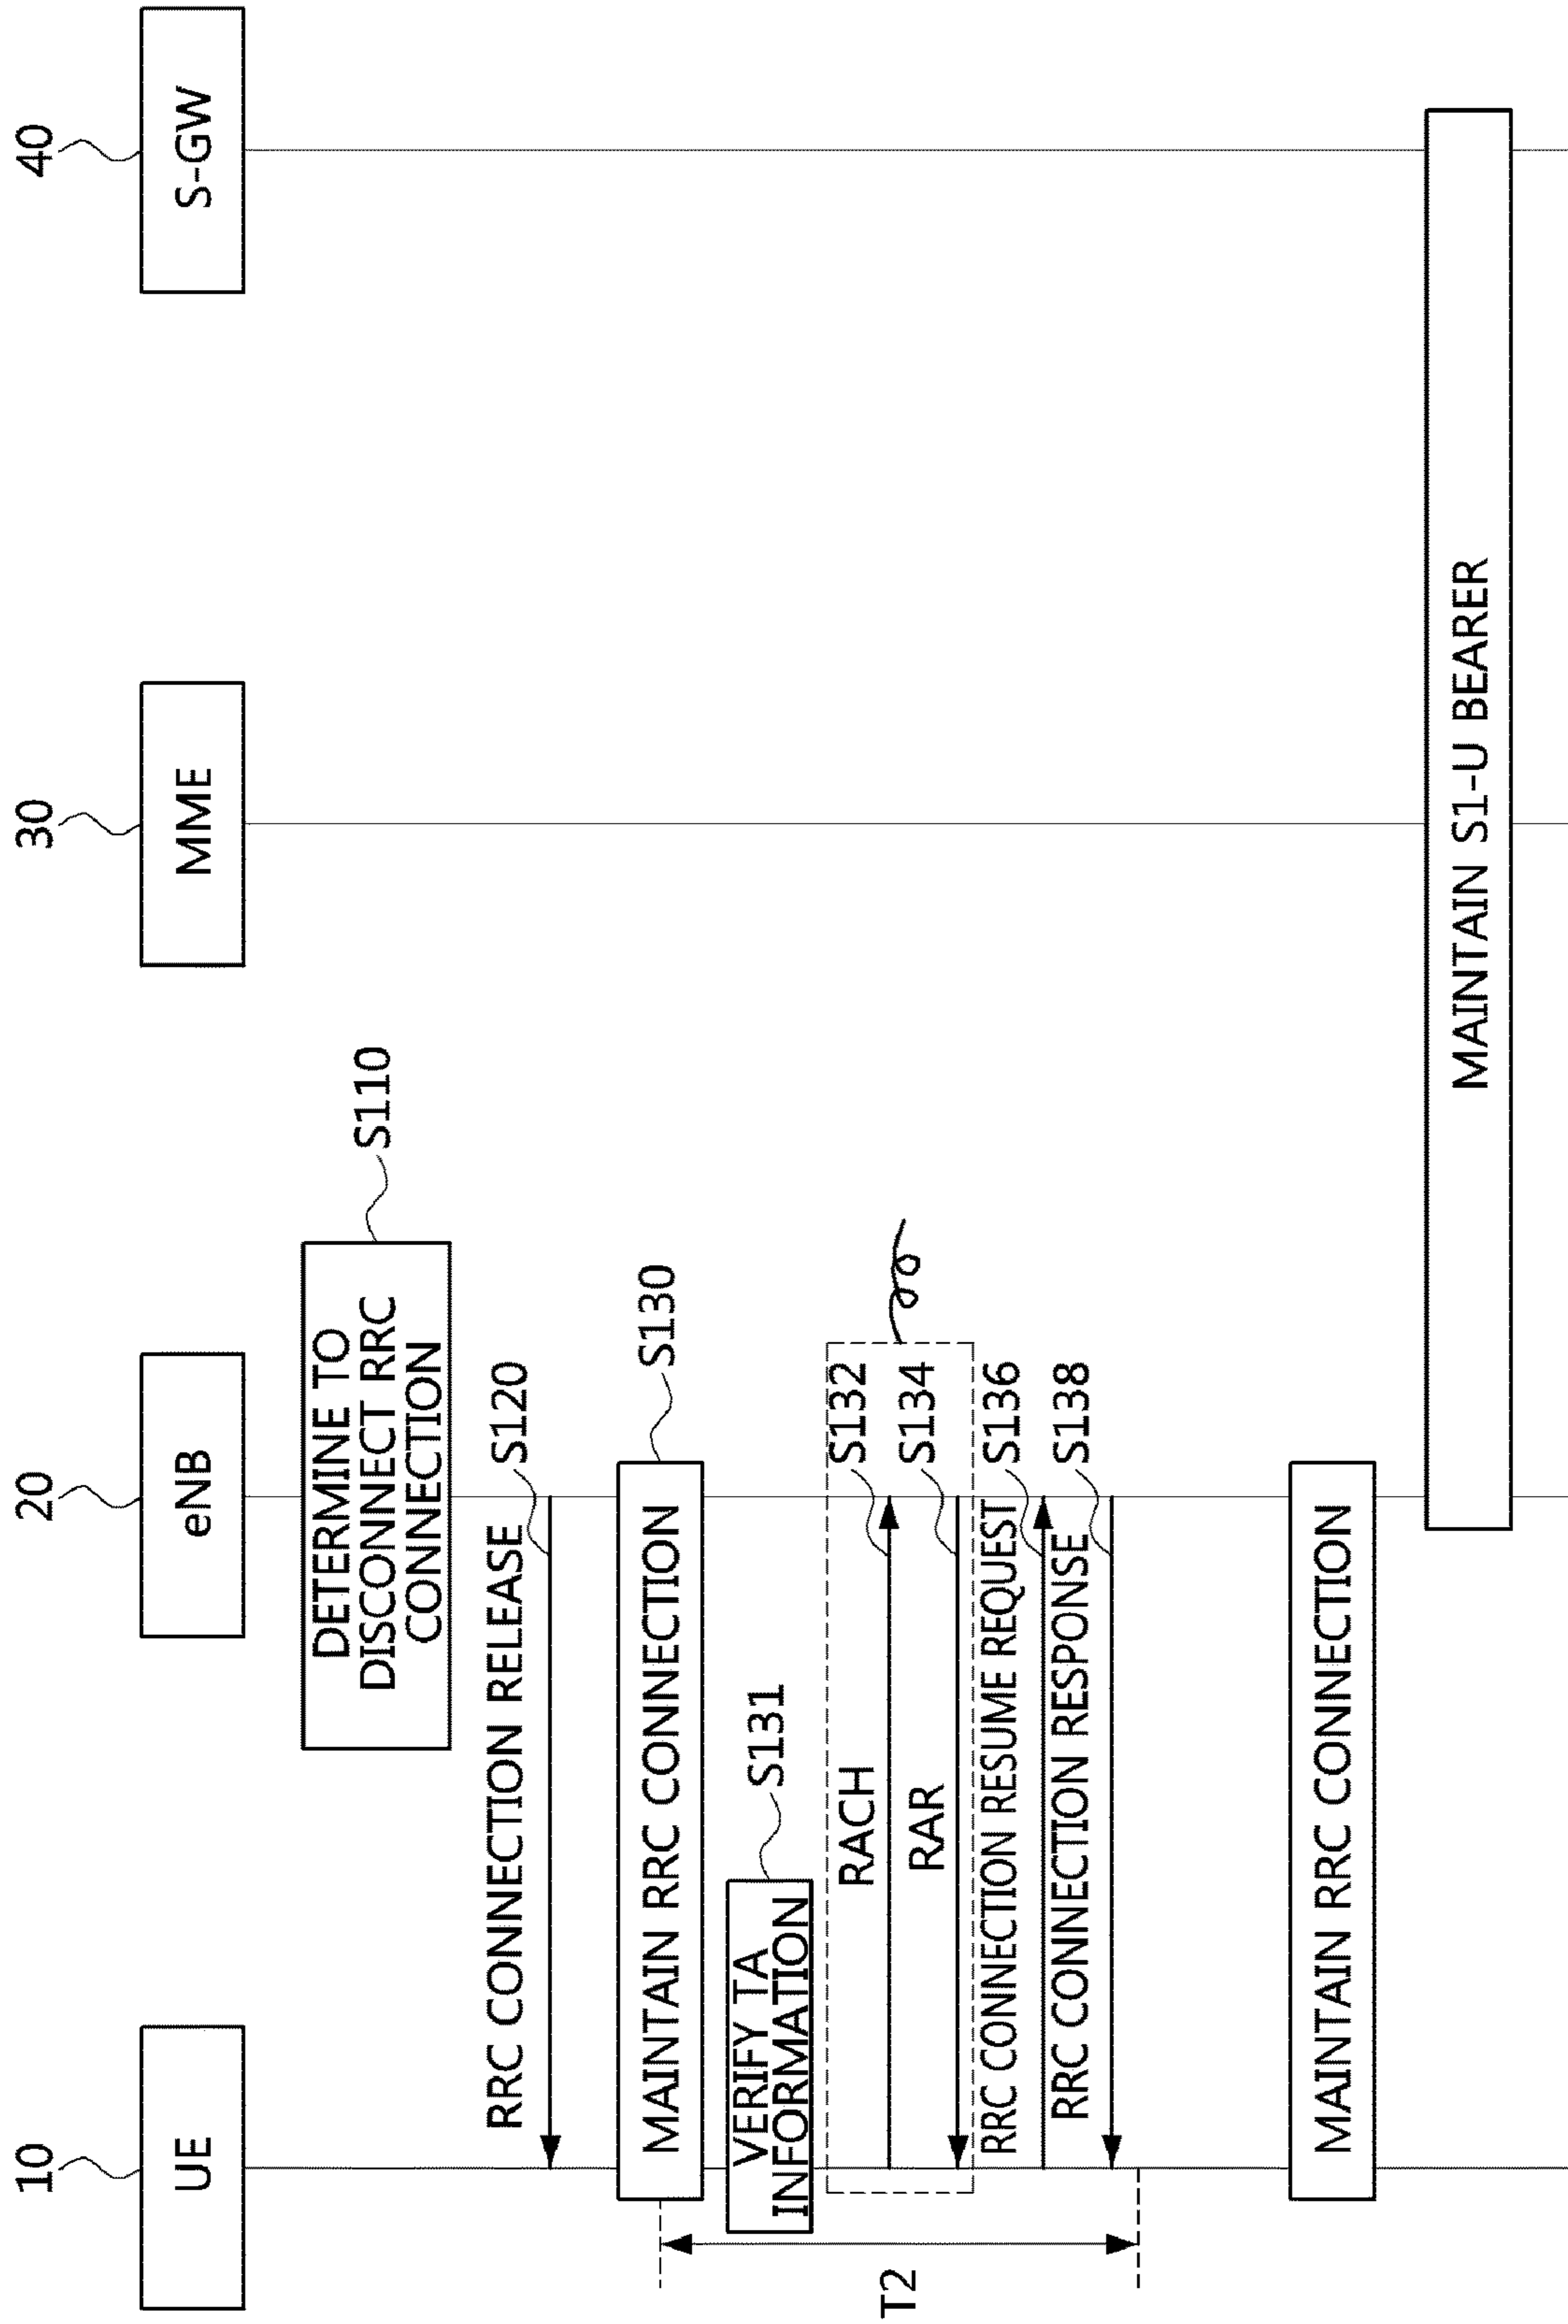 10
20
30
40
UE
eNB
MME
S-GW
DETERMINE TO
DISCONNECT RRC
CONNECTION
S110
RRC CONNECTION RELEASE
S120
MAINTAIN RRC CONNECTION
S130
VERIFY TA
INFORMATION
S131
T2
RACH
S132
RAR
S134
RRC CONNECTION RESUME REQUEST
S136
RRC CONNECTION RESPONSE
S138
MAINTAIN RRC CONNECTION
MAINTAIN S1-U BEARER